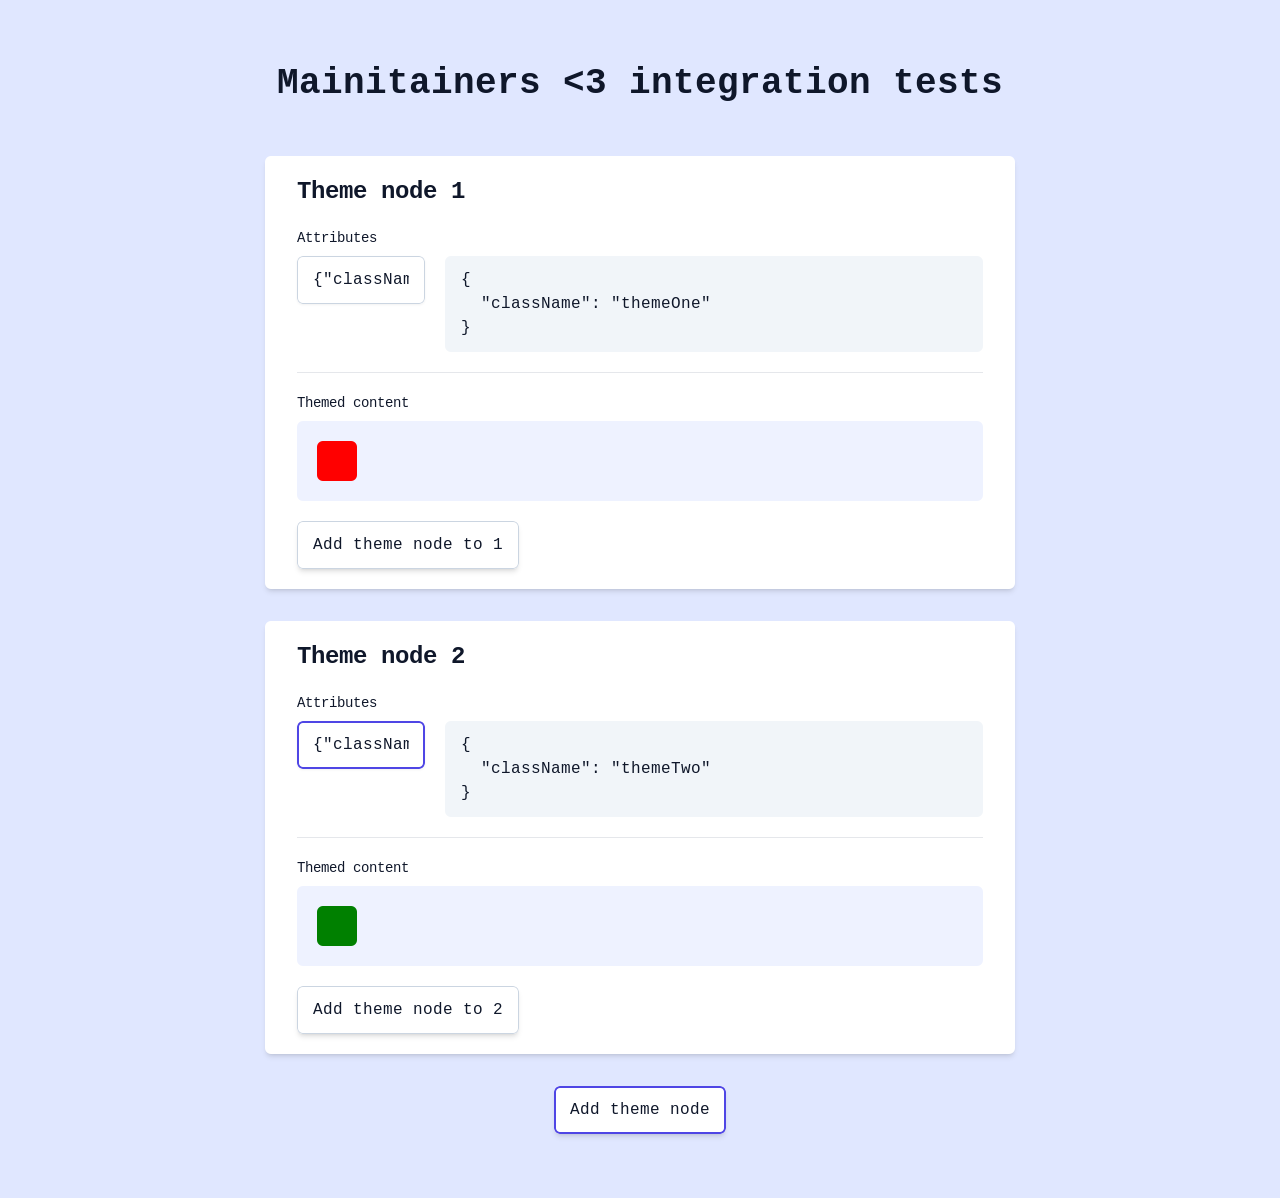 Mainitainers <3 integration tests
Theme node 1
Attributes
{"classNam
{
  "className": "themeOne"
}
Themed content
Add theme node to 1
Theme node 2
Attributes
{"classNam
{
  "className": "themeTwo"
}
Themed content
Add theme node to 2
Add theme node